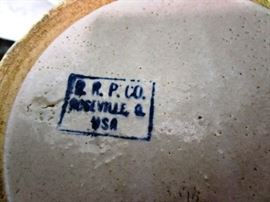 R. R. P. CO.
ROSEVILLE, O.
USA